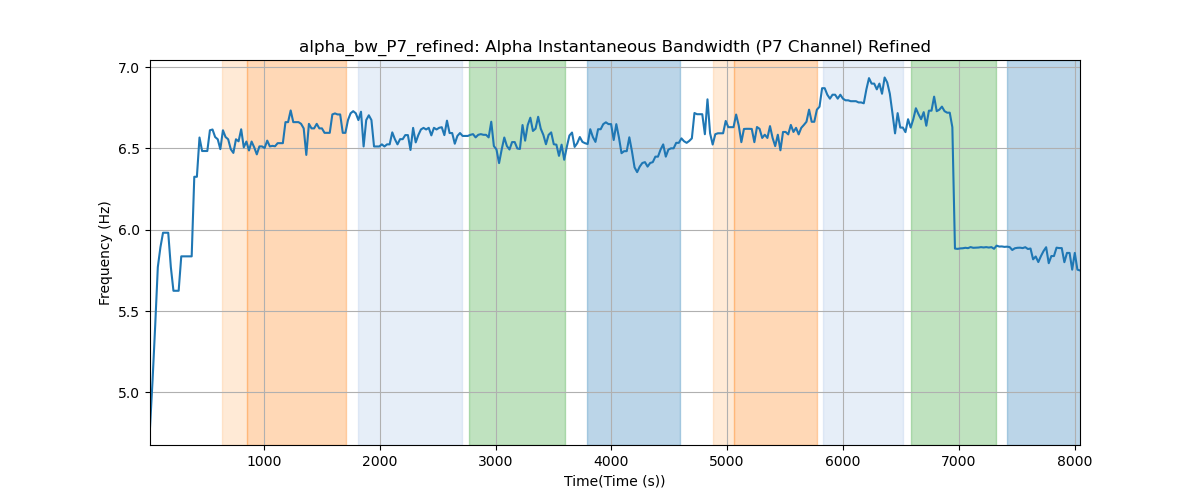 alpha_bw_P7_refined: Alpha Instantaneous Bandwidth (P7 Channel) Refined
7.0
6.5
6.0
5.5
5.0
Frequency (Hz)
1000 2000 3000 4000 5000 6000 7000 8000
Time(Time (s))